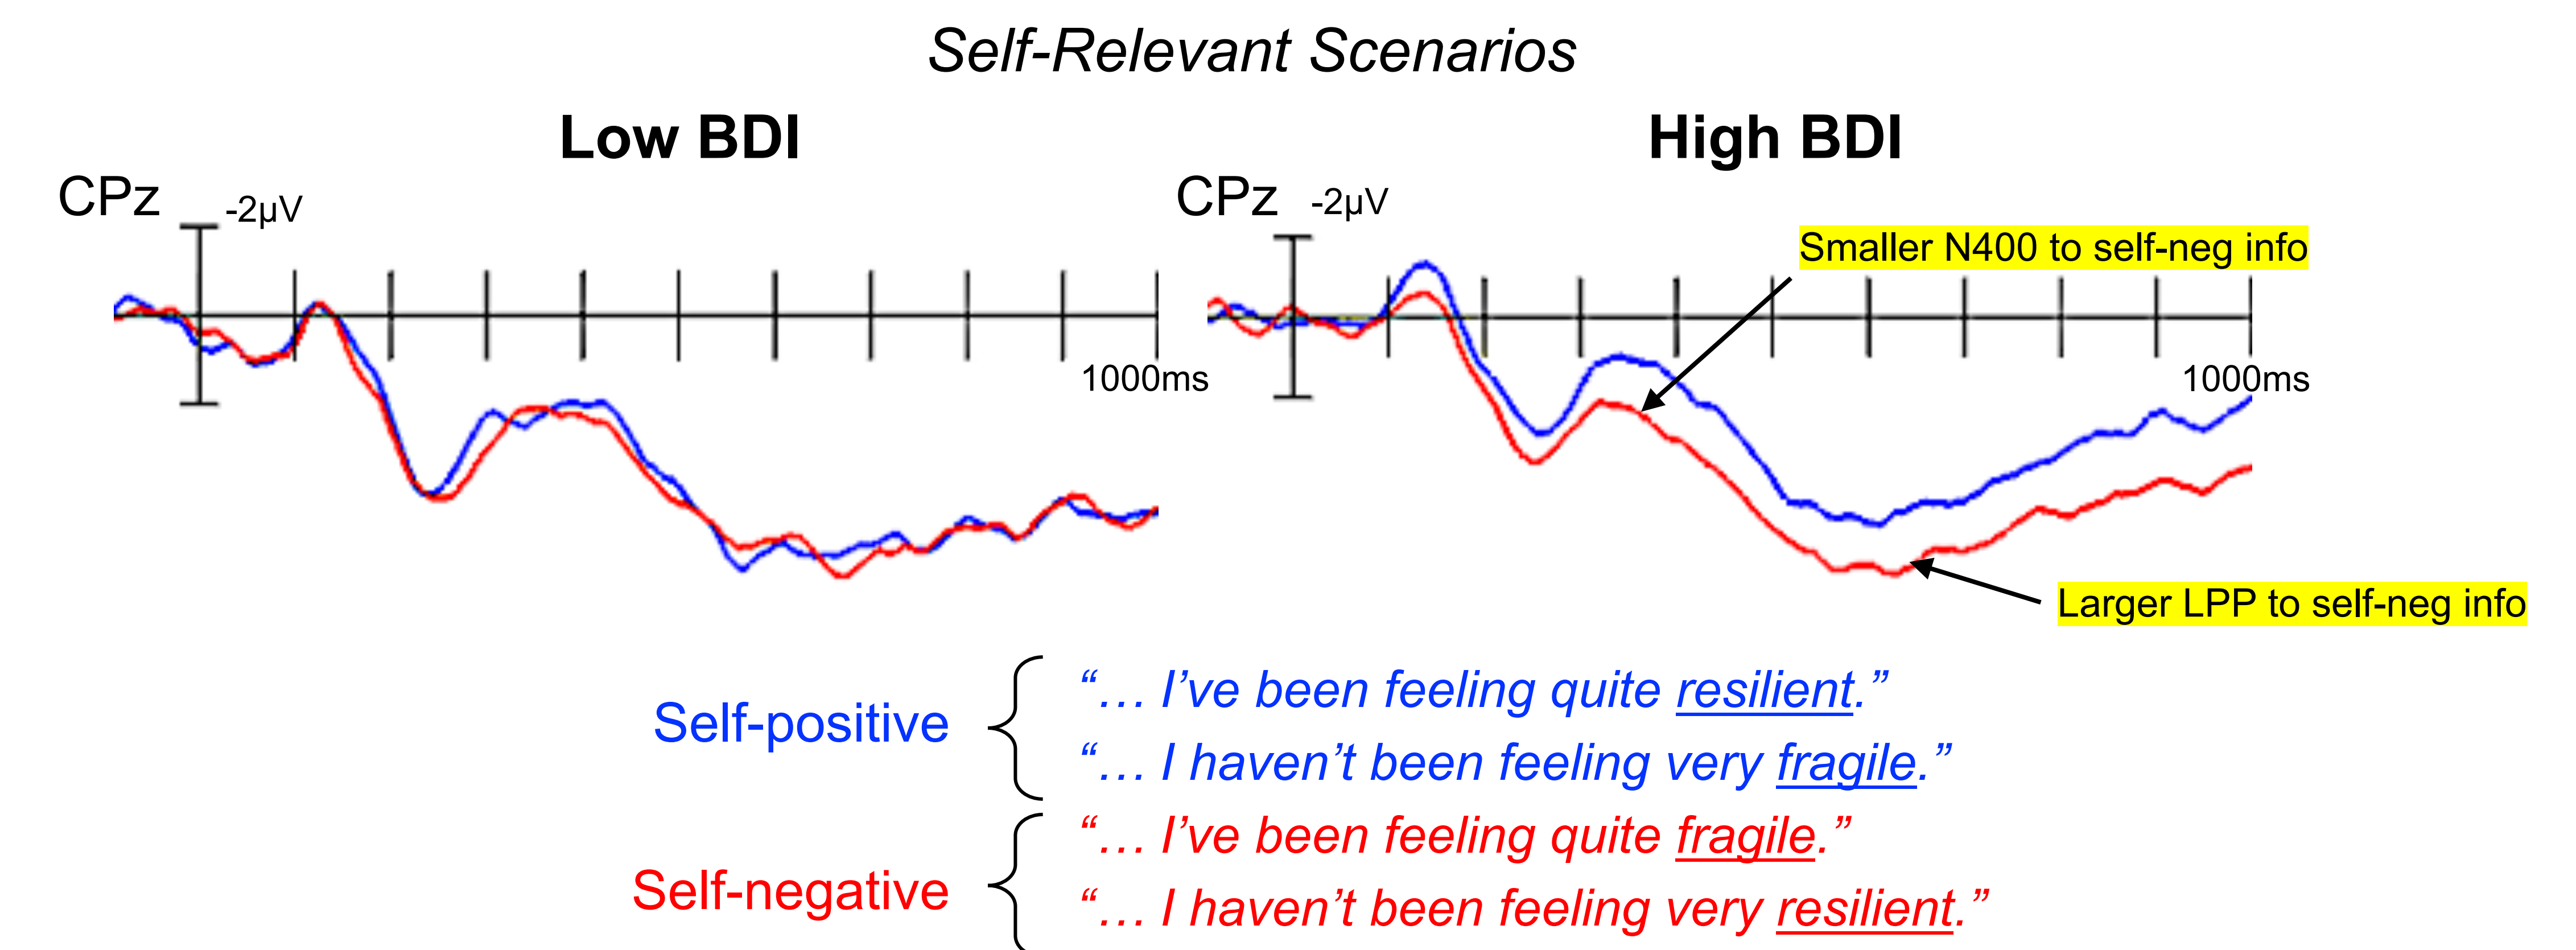 Self-Relevant Scenarios
Low BDI
High BDI
CPz
-2µV
CPz
-2µV
Smaller N400 to self-neg info
1000ms
1000ms
Larger LPP to self-neg info
Self-positive
“… I’ve been feeling quite resilient.”
“… I haven’t been feeling very fragile.”
Self-negative
“… I’ve been feeling quite fragile.”
“… I haven’t been feeling very resilient.”